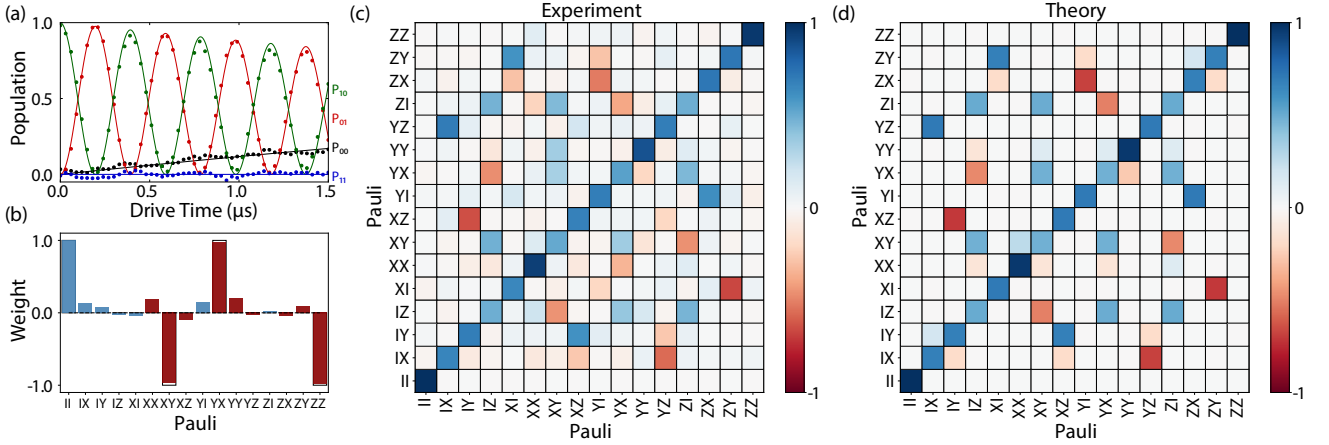 (a)
Population
1.0
0.5
0.0
0.0
0.5
1.0
1.5
Drive Time (μs)
P10
P01
P00
P11
(b)
Weight
1.0
0.0
-1.0
II IX IY IZ XI XX XY XZ YI YX YY YZ ZI ZX ZY ZZ
Pauli
(c)
Experiment
Pauli
ZZ
ZY
ZX
ZI
YZ
YY
YX
YI
XZ
XY
XX
XI
IZ
IY
IX
II
II IX IY IZ XI XX XY XZ YI YX YY YZ ZI ZX ZY ZZ
Pauli
1
0
-1
(d)
Theory
Pauli
ZZ
ZY
ZX
ZI
YZ
YY
YX
YI
XZ
XY
XX
XI
IZ
IY
IX
II
II IX IY IZ XI XX XY XZ YI YX YY YZ ZI ZX ZY ZZ
Pauli
1
0
-1